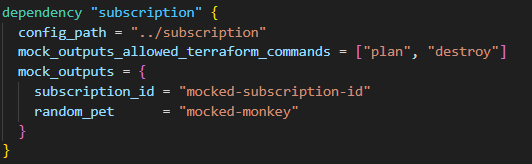 dependency "subscription" {
  config_path = "../subscription"
  mock_outputs_allowed_terraform_commands = ["plan", "destroy"]
  mock_outputs = {
    subscription_id = "mocked-subscription-id"
    random_pet      = "mocked-monkey"
  }
}